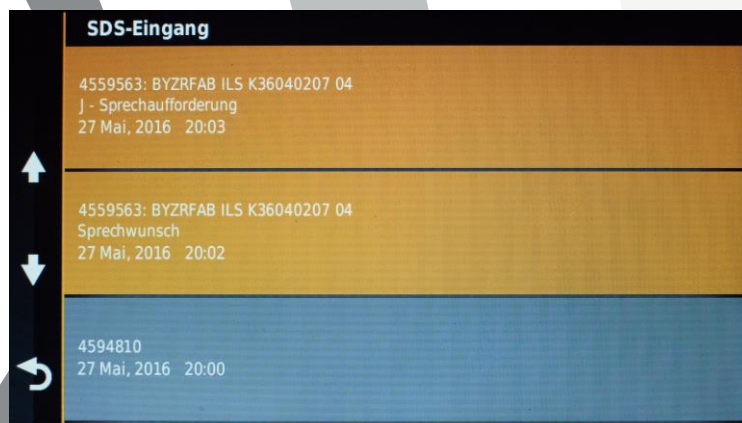 SDS-Eingang
4559563: BYZRFAB ILS K36040207 04
J - Sprechaufforderung
27 Mai, 2016 20:03
4559563: BYZRFAB ILS K36040207 04
Sprechwunsch
27 Mai, 2016 20:02
4594810
27 Mai, 2016 20:00